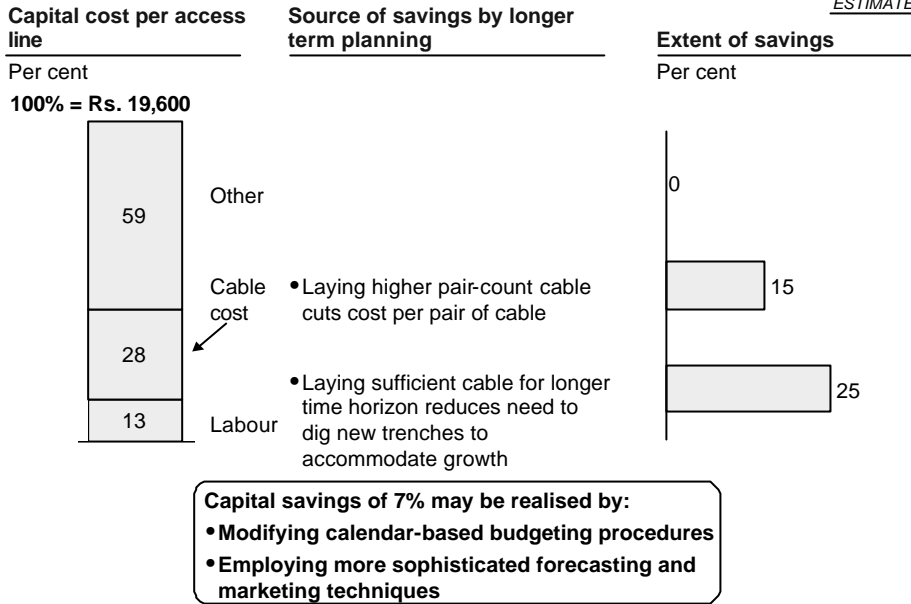 ESTIMATE
Capital cost per access
line
Per cent
100% = Rs. 19,600
59
Other
28
Cable
cost
13
Labour
Source of savings by longer
term planning
•Laying higher pair-count cable
cuts cost per pair of cable
•Laying sufficient cable for longer
time horizon reduces need to
dig new trenches to
accommodate growth
Extent of savings
Per cent
0
15
25
Capital savings of 7% may be realised by:
•Modifying calendar-based budgeting procedures
•Employing more sophisticated forecasting and
marketing techniques